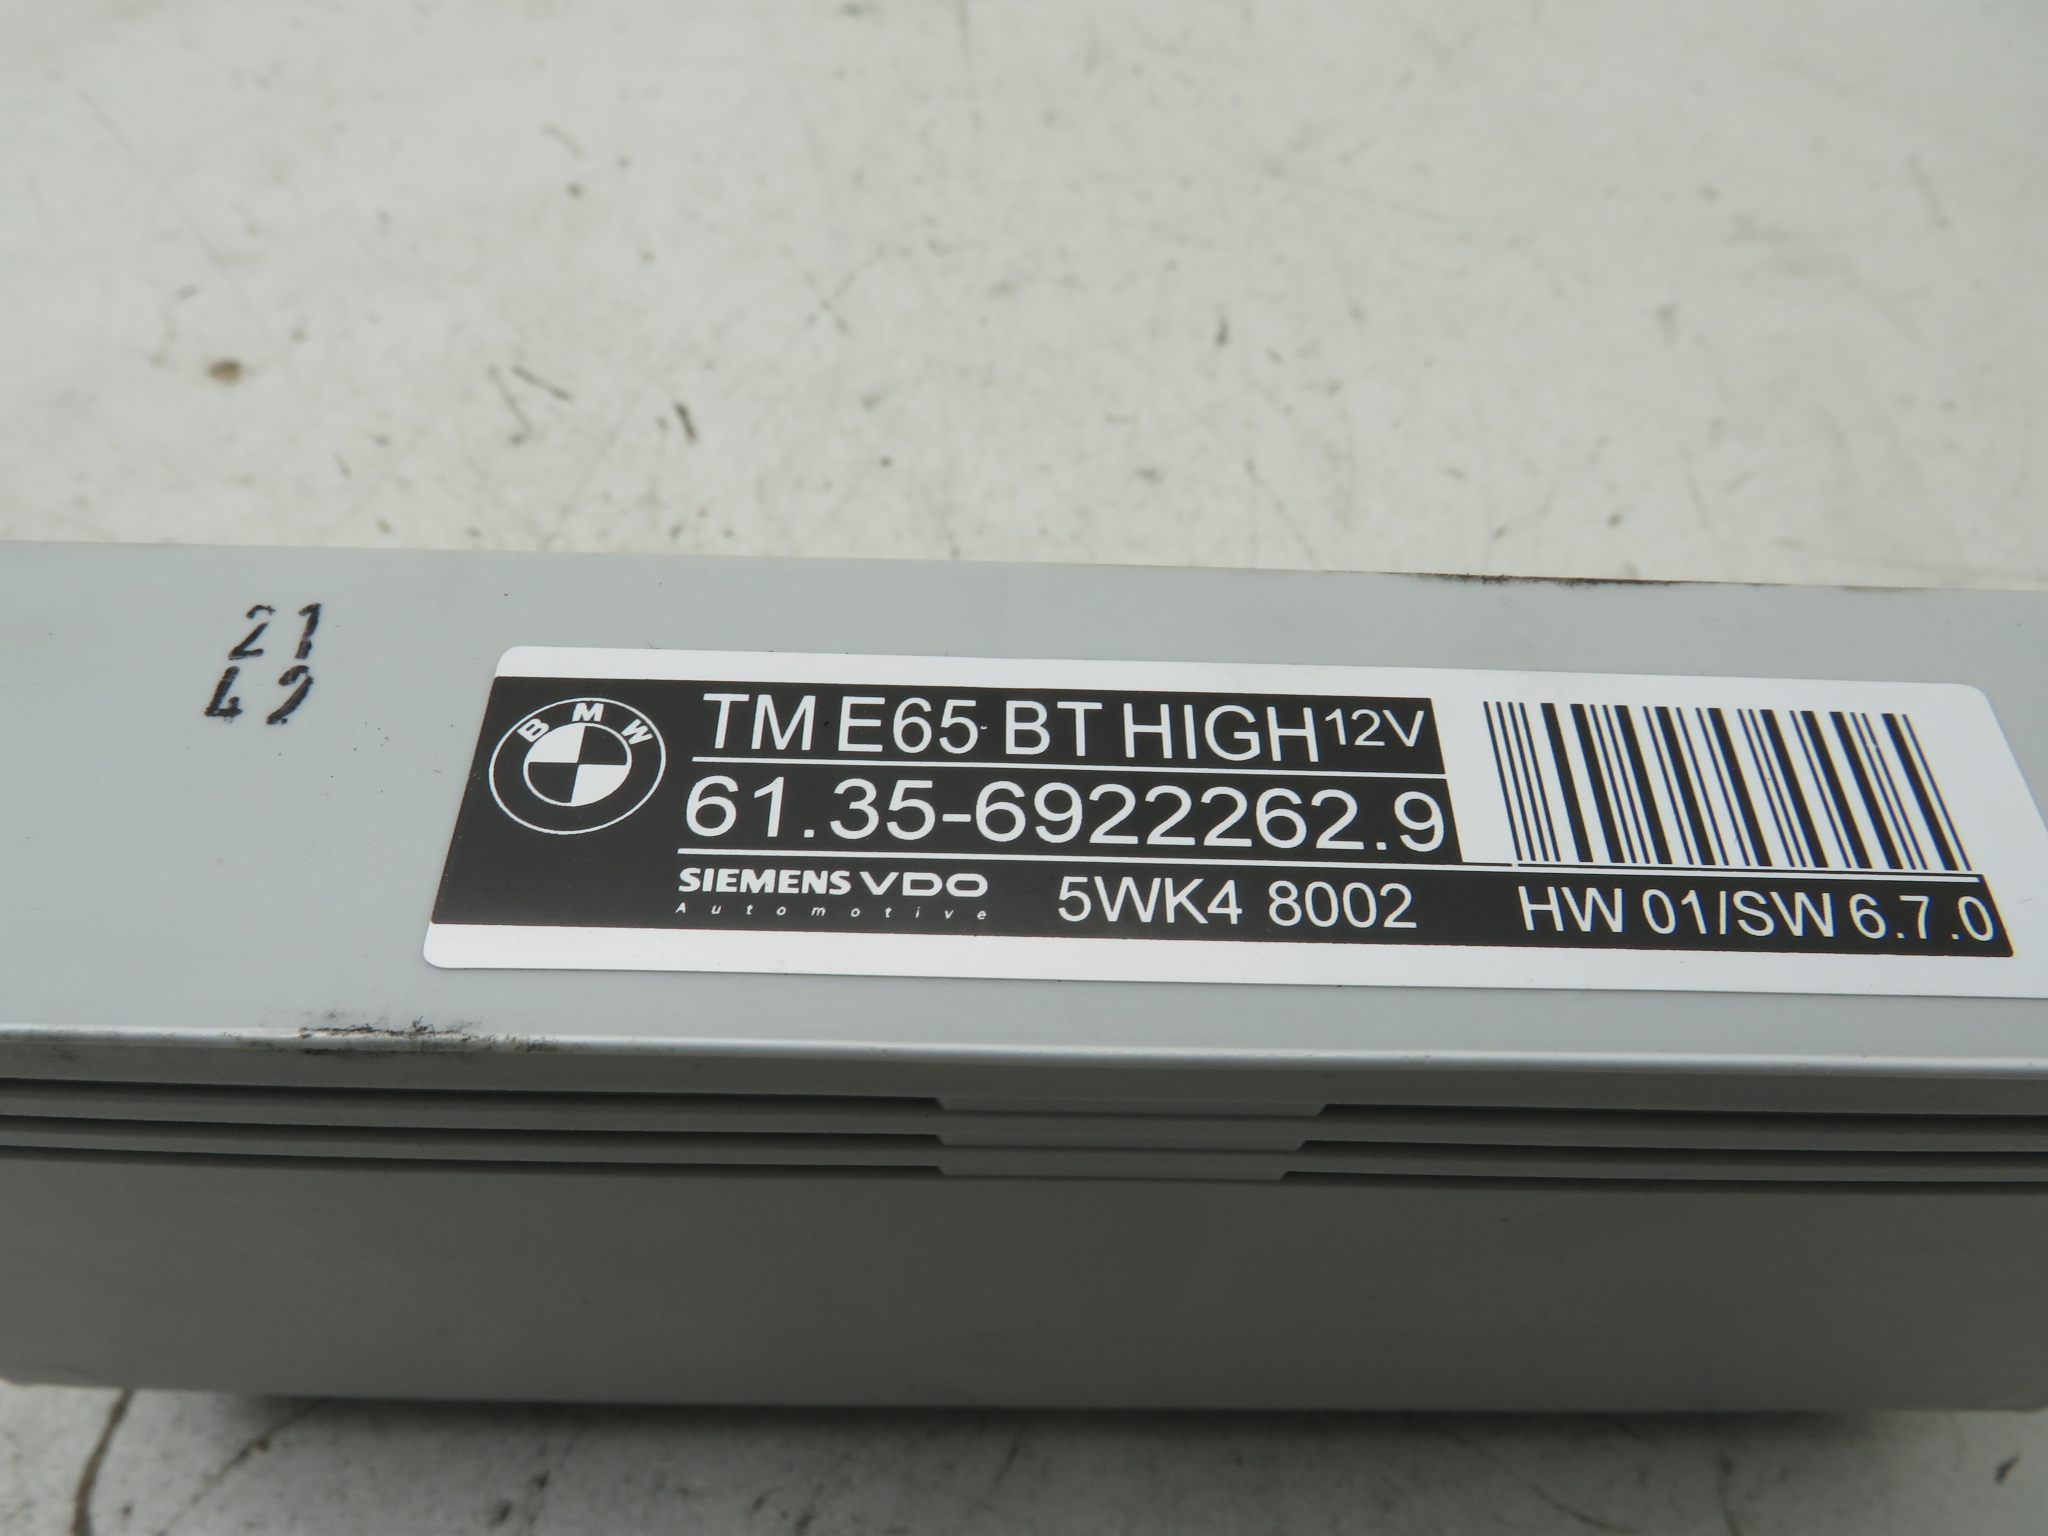 21
49
BMW
TM E65 BT HIGH 12V
61.35-6922262.9
SIEMENS VDO
Automotive
5WK4 8002
HW 01/SW 6.7.0